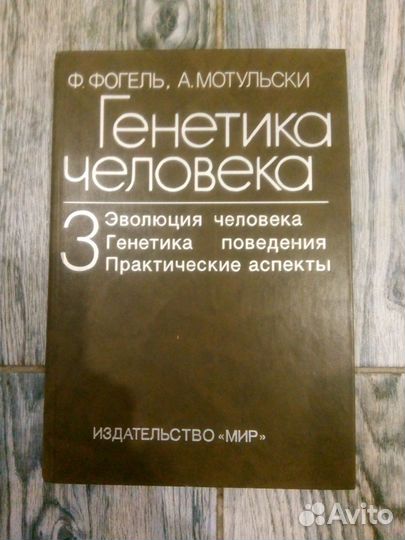 Ф. ФОГЕЛЬ, А. МОТУЛЬСКИ
ГЕНЕТИКА
ЧЕЛОВЕКА
3
Эволюция человека
Генетика поведения
Практические аспекты
ИЗДАТЕЛЬСТВО «МИР»
Avito